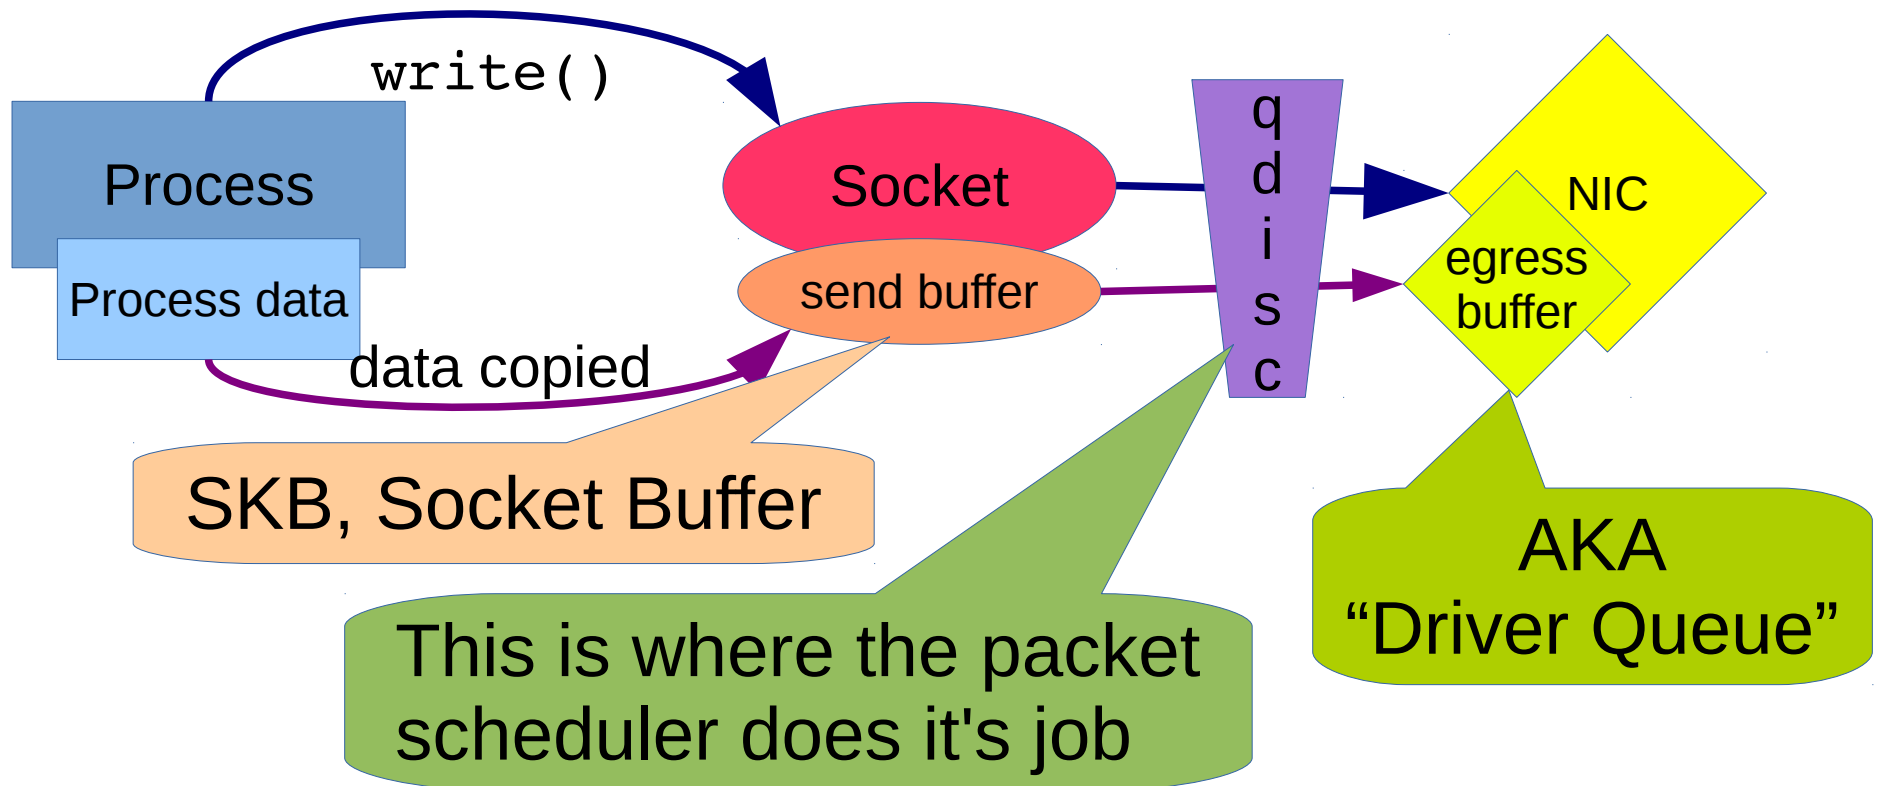 write()
Process
Process data
data copied
Socket
send buffer
q
d
i
s
c
NIC
egress
buffer
SKB, Socket Buffer
This is where the packet
scheduler does it's job
AKA
“Driver Queue”